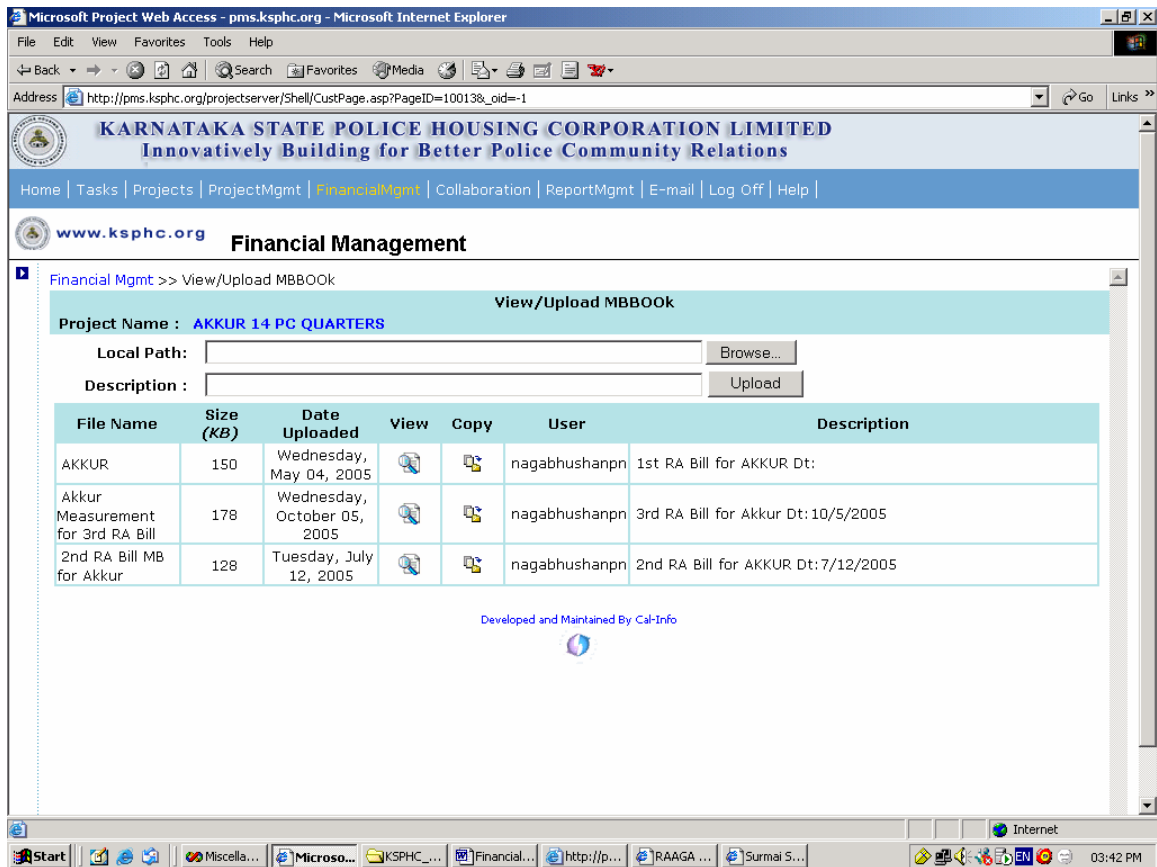 Microsoft Project Web Access - pms.ksphc.org - Microsoft Internet Explorer
File Edit View Favorites Tools Help
Back Search Favorites Media
Address http://pms.ksphc.org/projectserver/Shell/CustPage.asp?PageID=10013&_oid=-1 Go Links »
KARNATAKA STATE POLICE HOUSING CORPORATION LIMITED
Innovatively Building for Better Police Community Relations
Home | Tasks | Projects | ProjectMgmt | FinancialMgmt | Collaboration | ReportMgmt | E-mail | Log Off | Help |
www.ksphc.org Financial Management
Financial Mgmt >> View/Upload MBBOOk
View/Upload MBBOOk
Project Name : AKKUR 14 PC QUARTERS
Local Path: Browse...
Description : Upload
File Name Size (KB) Date Uploaded View Copy User Description
AKKUR 150 Wednesday, May 04, 2005 nagabhushanpn 1st RA Bill for AKKUR Dt:
Akkur Measurement for 3rd RA Bill 178 Wednesday, October 05, 2005 nagabhushanpn 3rd RA Bill for Akkur Dt:10/5/2005
2nd RA Bill MB for Akkur 128 Tuesday, July 12, 2005 nagabhushanpn 2nd RA Bill for AKKUR Dt:7/12/2005
Developed and Maintained By Cal-Info
Internet
Start Miscella... Microso... KSPHC_... Financial... http://p... RAAGA ... Surmai S... EN 03:42 PM